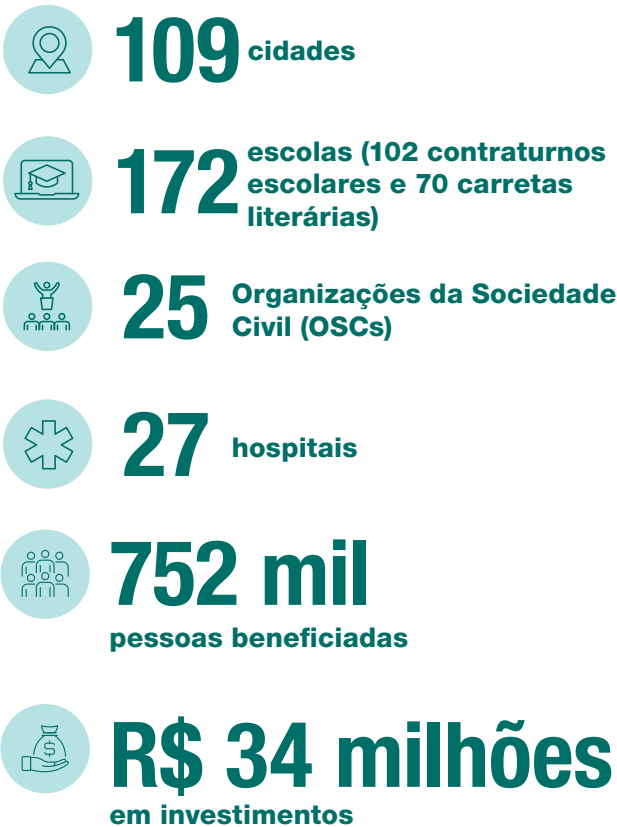 109 cidades
172 escolas (102 contraturnos
escolares e 70 carretas
literárias)
25 Organizações da Sociedade
Civil (OSCs)
27 hospitais
752 mil
pessoas beneficiadas
R$ 34 milhões
em investimentos